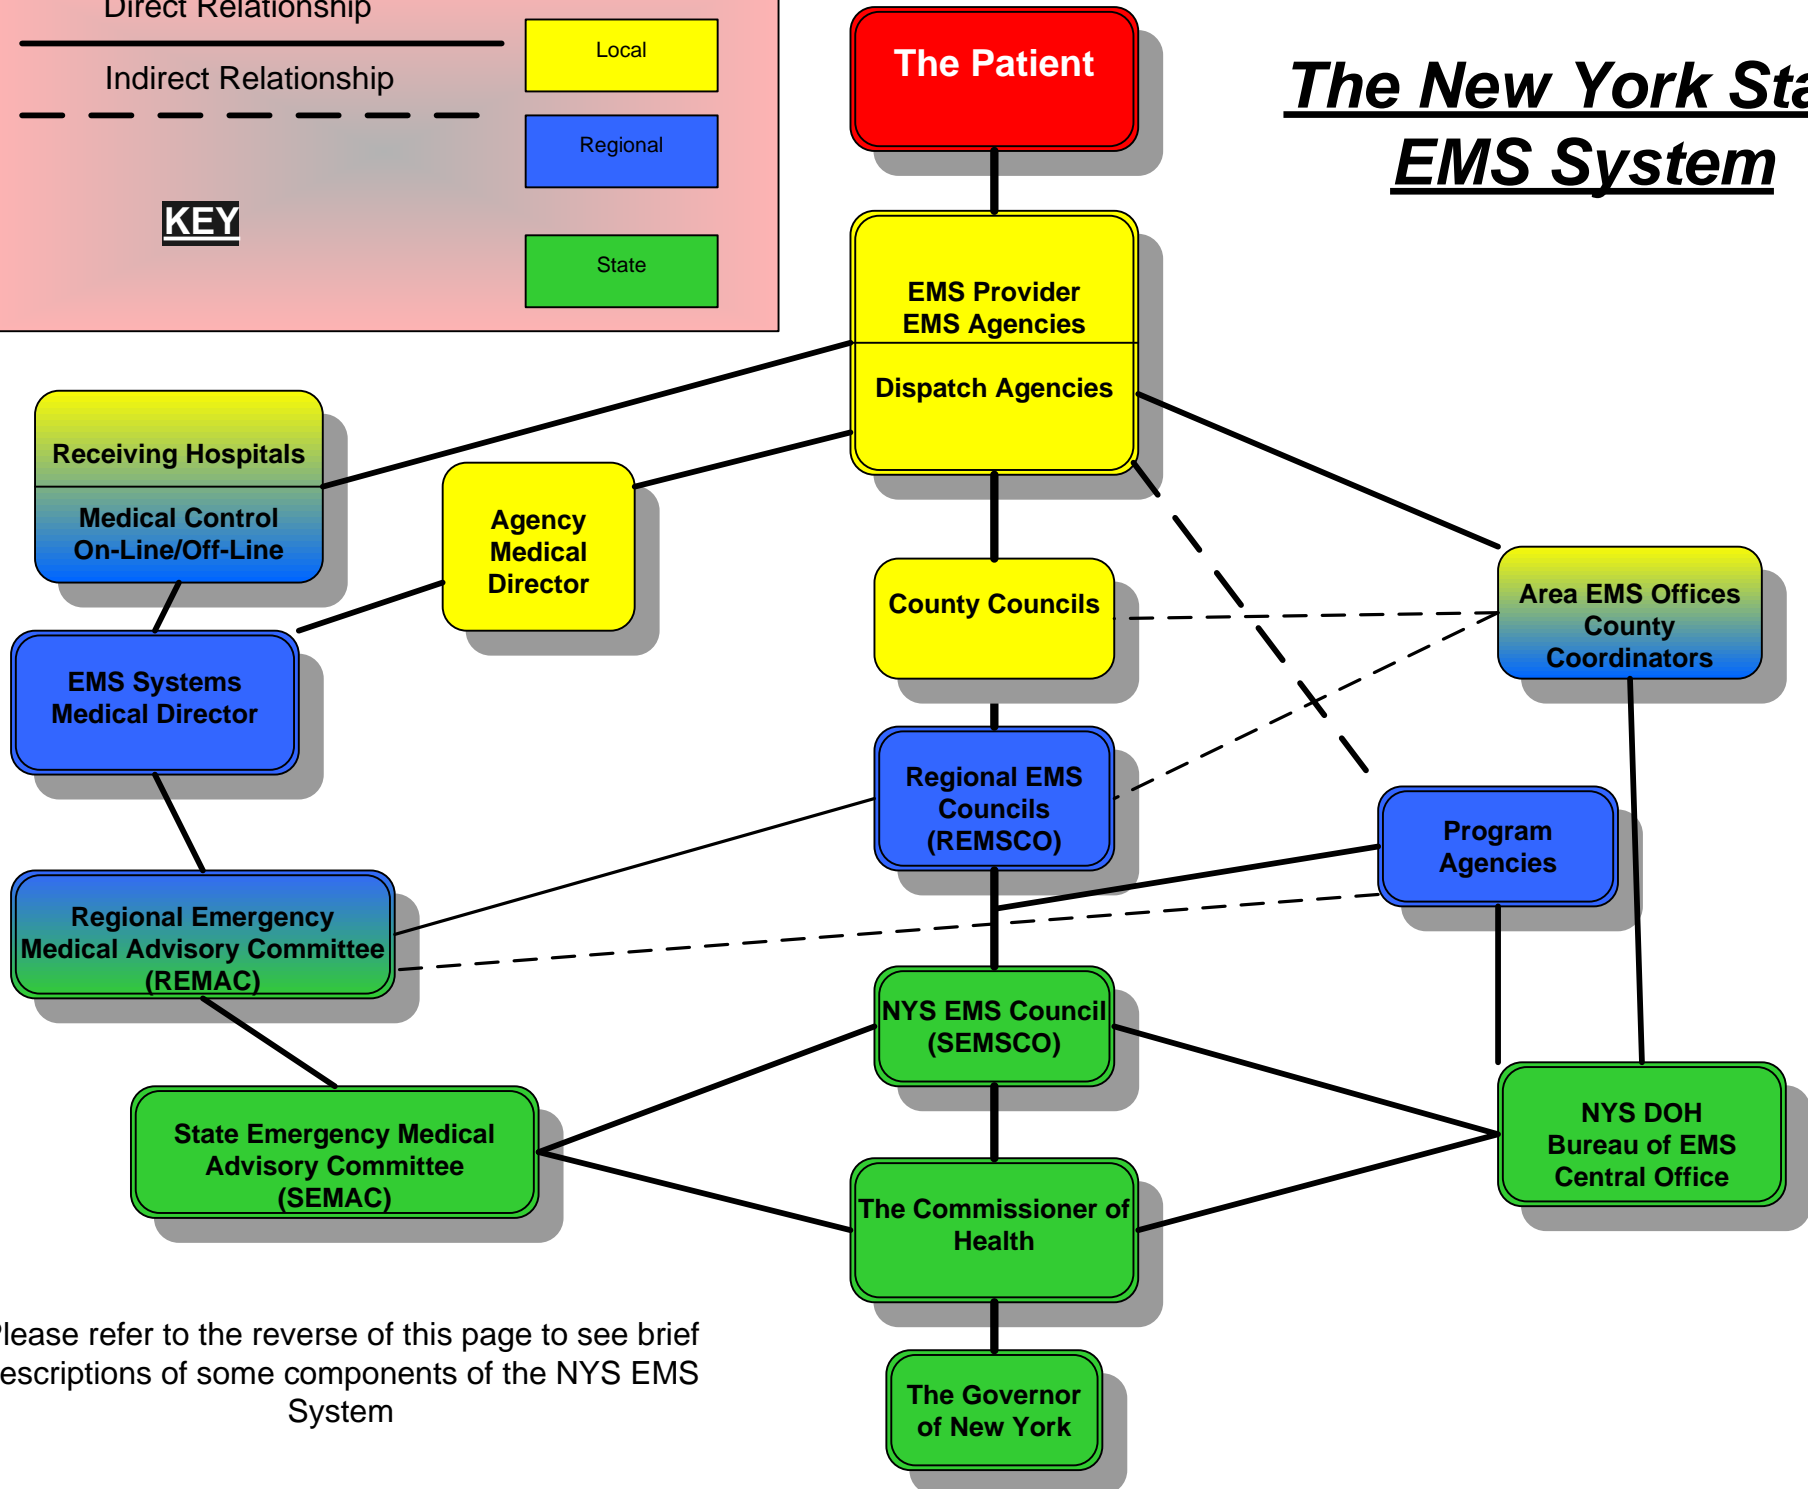 Direct Relationship
Indirect Relationship
KEY
Local
Regional
State
The New York
EMS System
The Patient
EMS Provider
EMS Agencies
Dispatch Agencies
Receiving Hospitals
Medical Control
On-Line/Off-Line
Agency
Medical
Director
County Councils
Area EMS Offices
County
Coordinators
EMS Systems
Medical Director
Regional EMS
Councils
(REMSCO)
Program
Agencies
Regional Emergency
Medical Advisory Committee
(REMAC)
NYS EMS Council
(SEMSCO)
State Emergency Medical
Advisory Committee
(SEMAC)
NYS DOH
Bureau of EMS
Central Office
The Commissioner of
Health
The Governor
of New York
lease refer to the reverse of this page to see brief
escriptions of some components of the NYS EMS
System